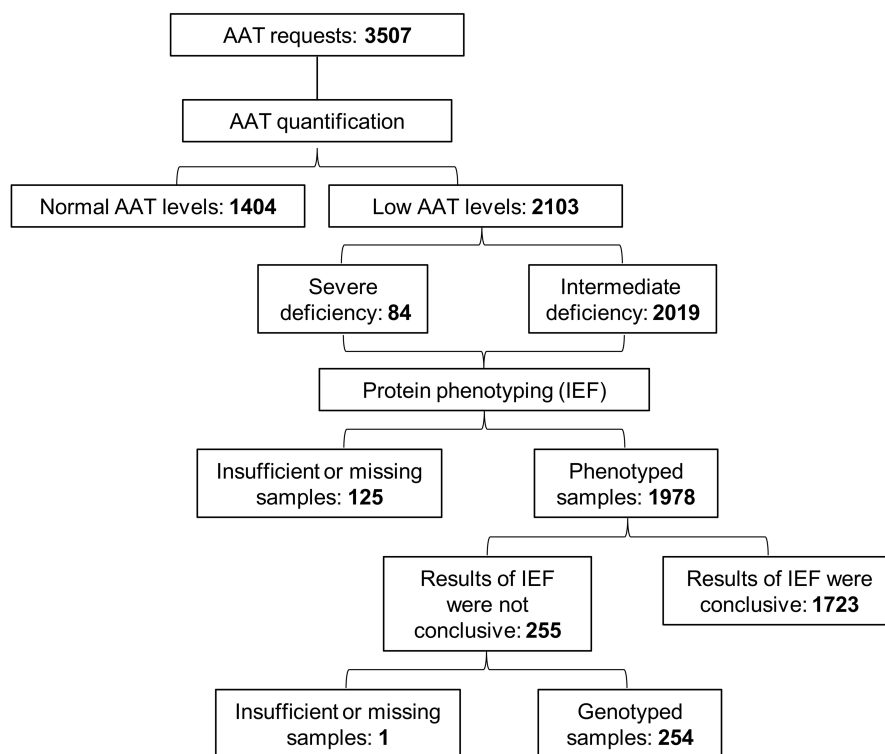 AAT requests: 3507
AAT quantification
Normal AAT levels: 1404
Low AAT levels: 2103
Severe
deficiency: 84
Intermediate
deficiency: 2019
Protein phenotyping (IEF)
Insufficient or missing
samples: 125
Phenotyped
samples: 1978
Results of IEF
were not
conclusive: 255
Results of IEF were
conclusive: 1723
Insufficient or missing
samples: 1
Genotyped
samples: 254